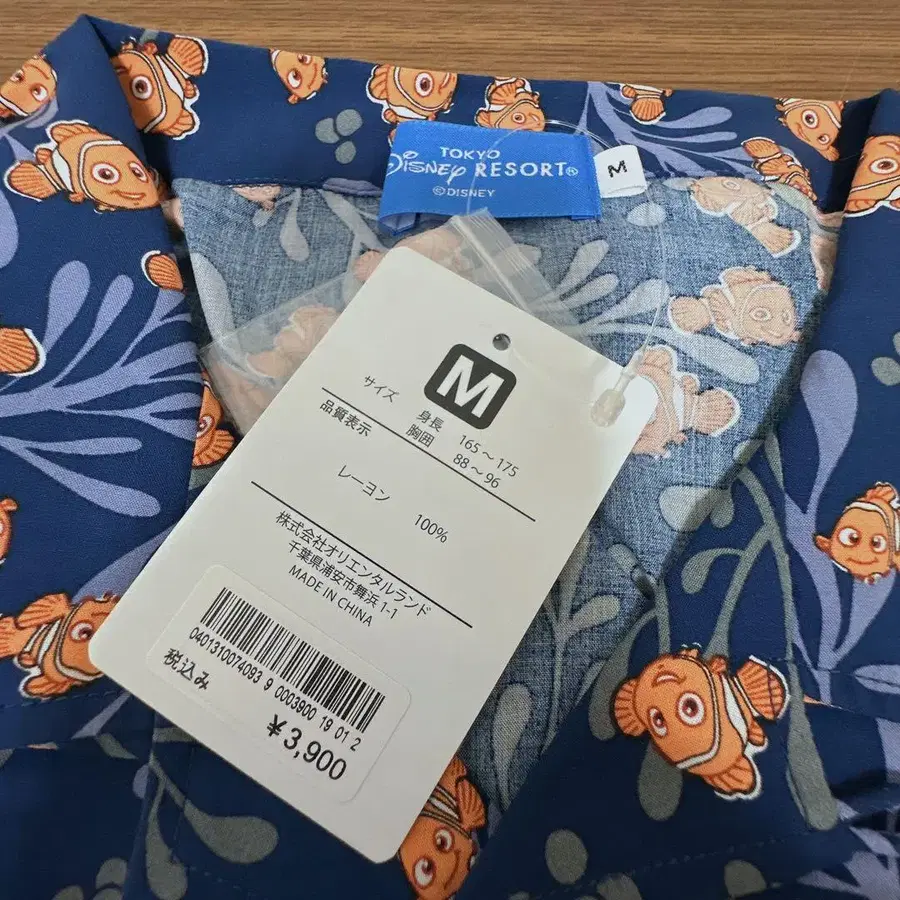 TOKYO
Disney RESORT®
©DISNEY
M
M
サイズ
身長 165～175
胸囲 88～96
品質表示
レーヨン 100%
株式会社オリエンタルランド
千葉県浦安市舞浜1-1
MADE IN CHINA
0401310074093 9 0003900 19 01 2
税込み
¥3,900